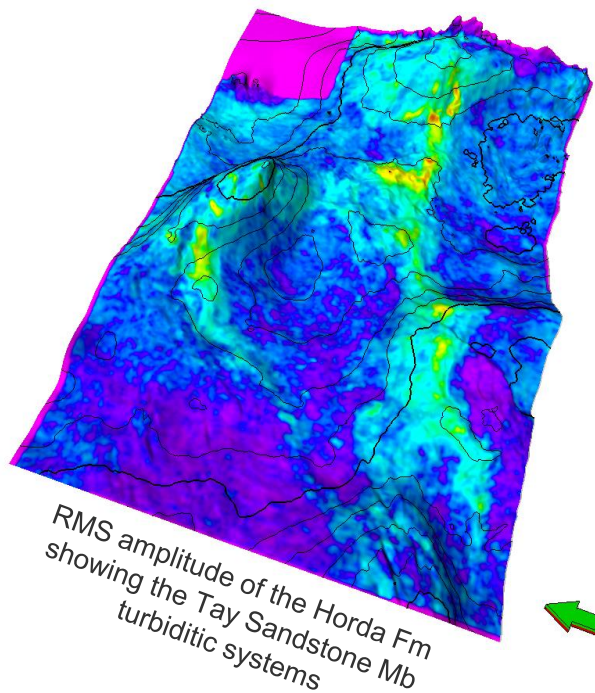 RMS amplitude of the Horda Fm
showing the Tay Sandstone Mb
turbiditic systems